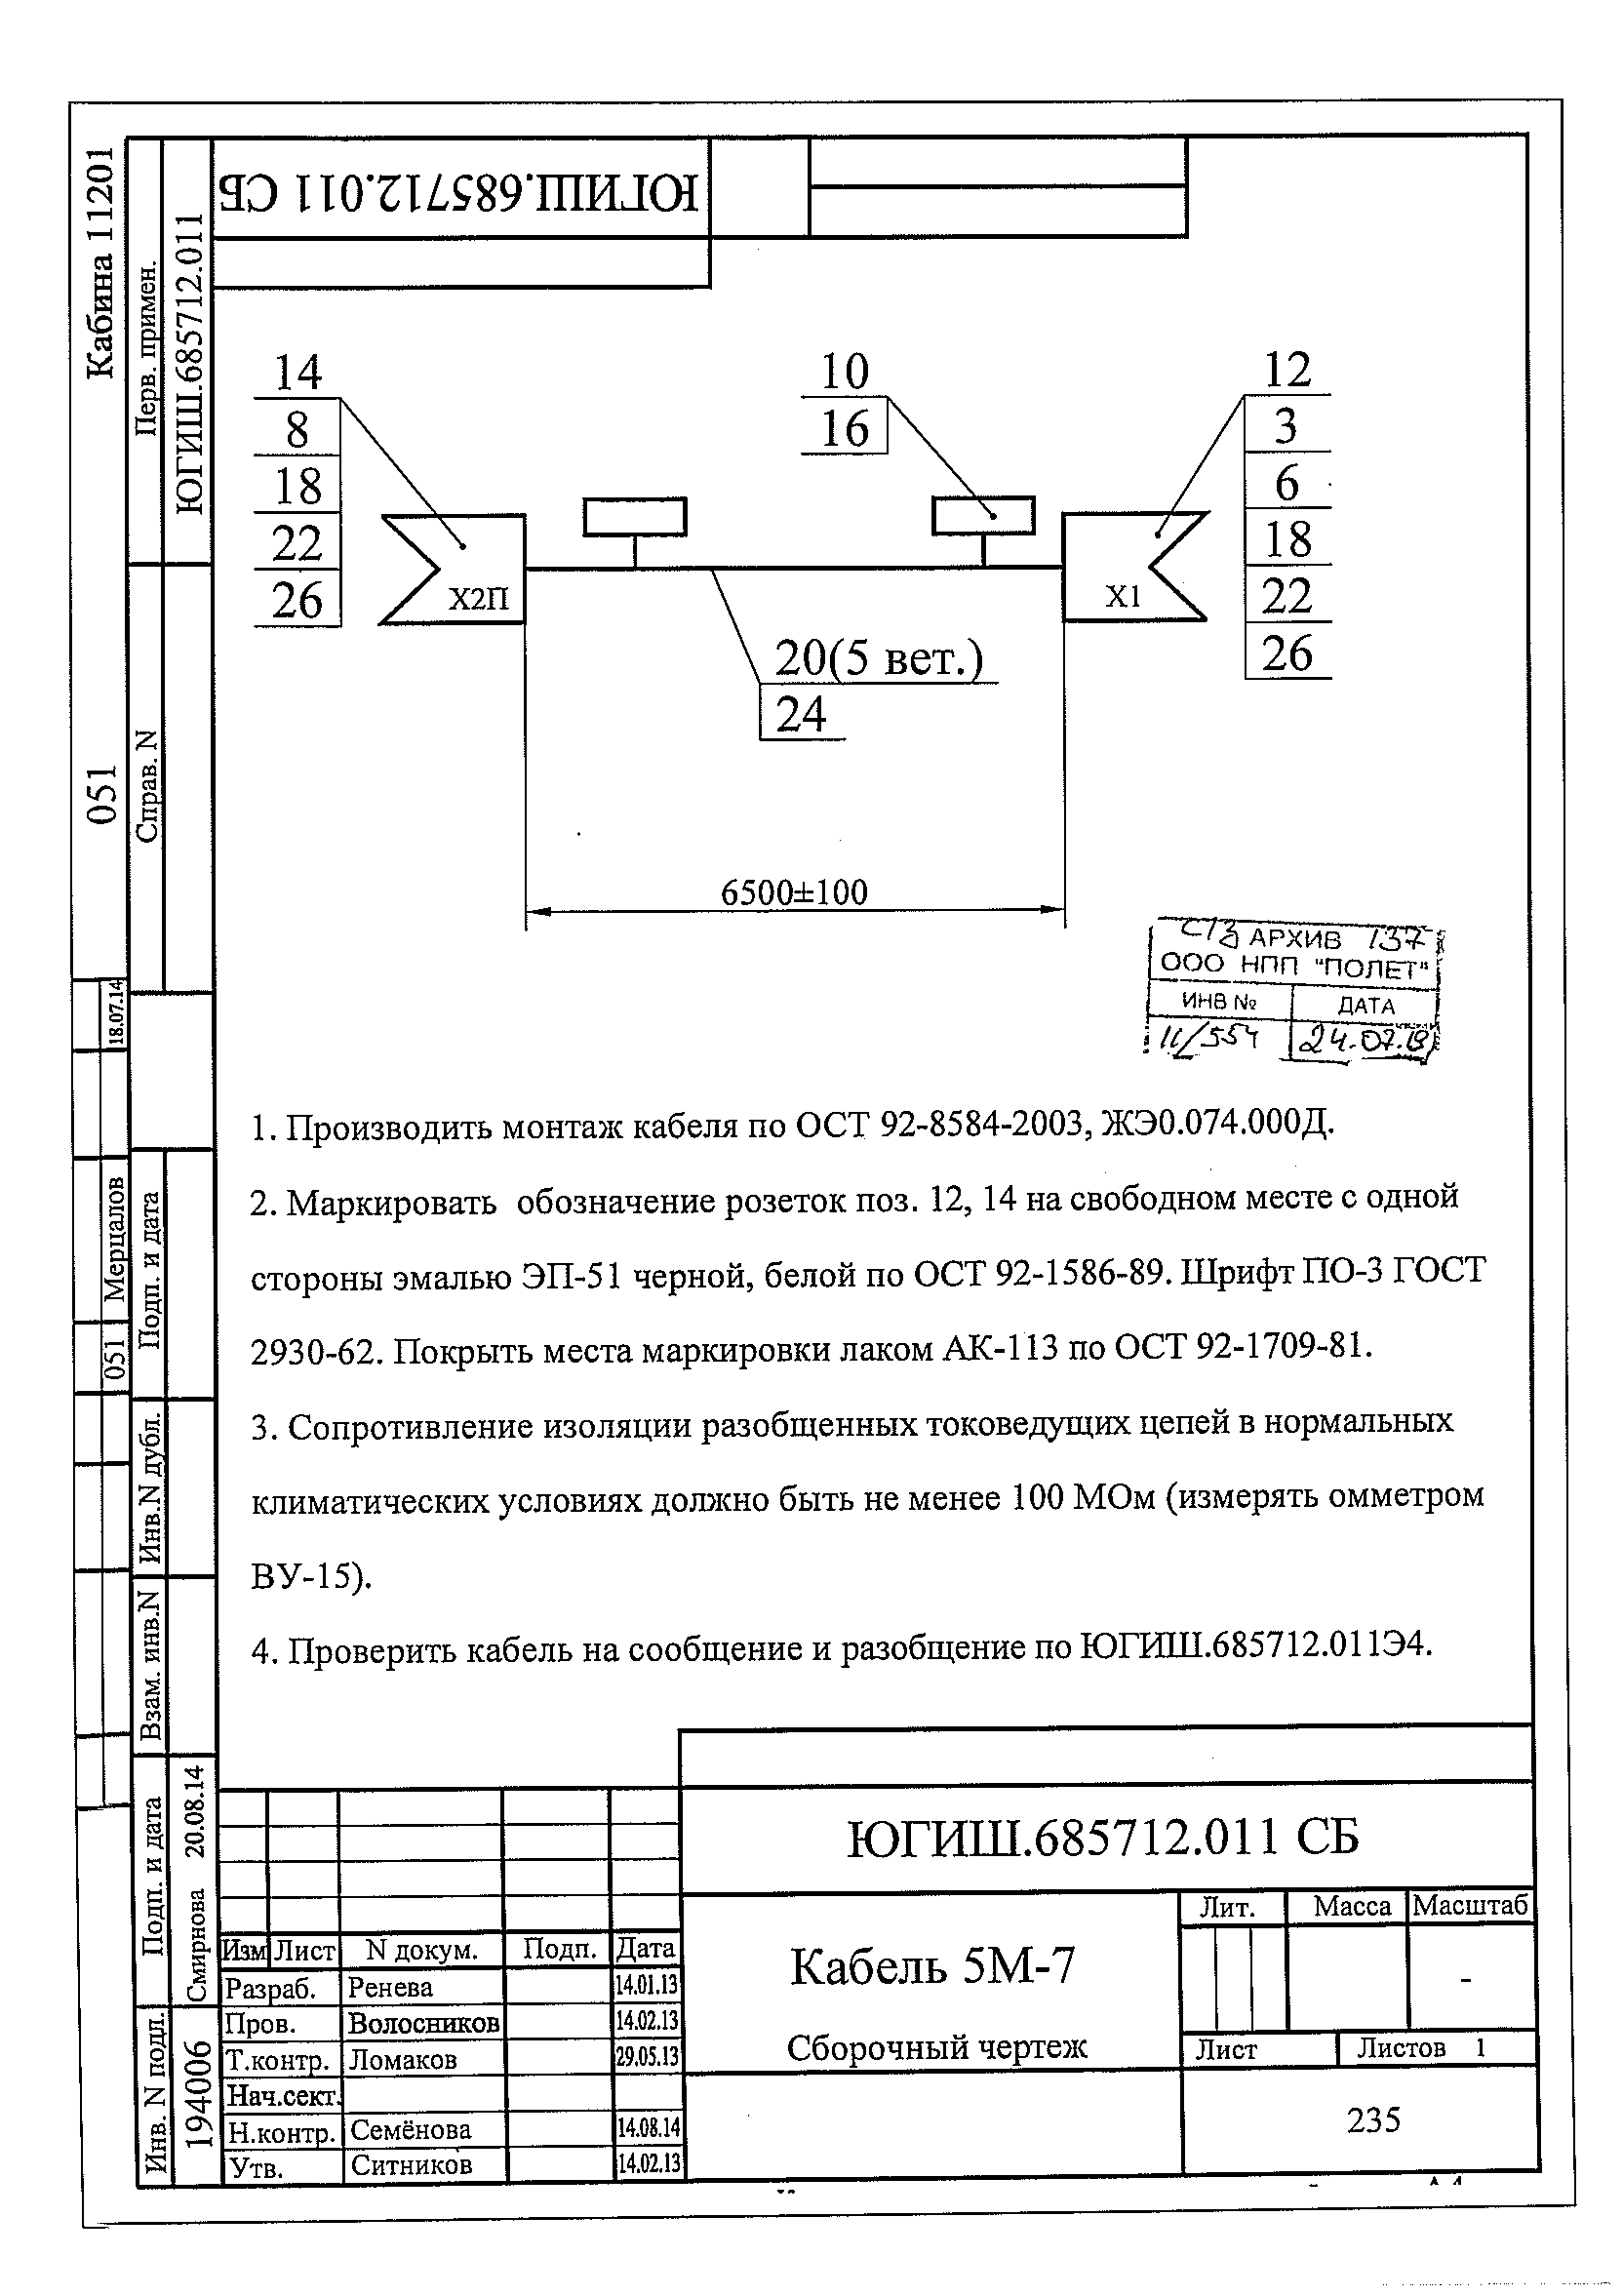 Кабина 11201
051
18.07.14
Мерцалов
051
Перв. примен.
ЮГИШ.685712.011
Справ. N
Подп. и дата
Инв.N дубл.
Взам. инв.N
Подп. и дата
Смирнова 20.08.14
Инв. N подл.
194006
ЮГИШ.685712.011 СБ
14
8
18
22
26
10
16
12
3
6
18
22
26
Х2П
Х1
20(5 вет.)
24
6500±100
АРХИВ 137
ООО НПП "ПОЛЕТ"
ИНВ № ДАТА
11/554 24.07.
1. Производить монтаж кабеля по ОСТ 92-8584-2003, ЖЭ0.074.000Д.
2. Маркировать обозначение розеток поз. 12, 14 на свободном месте с одной
стороны эмалью ЭП-51 черной, белой по ОСТ 92-1586-89. Шрифт ПО-3 ГОСТ
2930-62. Покрыть места маркировки лаком АК-113 по ОСТ 92-1709-81.
3. Сопротивление изоляции разобщенных токоведущих цепей в нормальных
климатических условиях должно быть не менее 100 МОм (измерять омметром
ВУ-15).
4. Проверить кабель на сообщение и разобщение по ЮГИШ.685712.011Э4.
ЮГИШ.685712.011 СБ
Изм Лист N докум. Подп. Дата
Разраб. Ренева 14.01.13
Пров. Волосников 14.02.13
Т.контр. Ломаков 29.05.13
Нач.сект.
Н.контр. Семёнова 14.08.14
Утв. Ситников 14.02.13
Кабель 5М-7
Сборочный чертеж
Лит. Масса Масштаб
-
Лист Листов 1
235